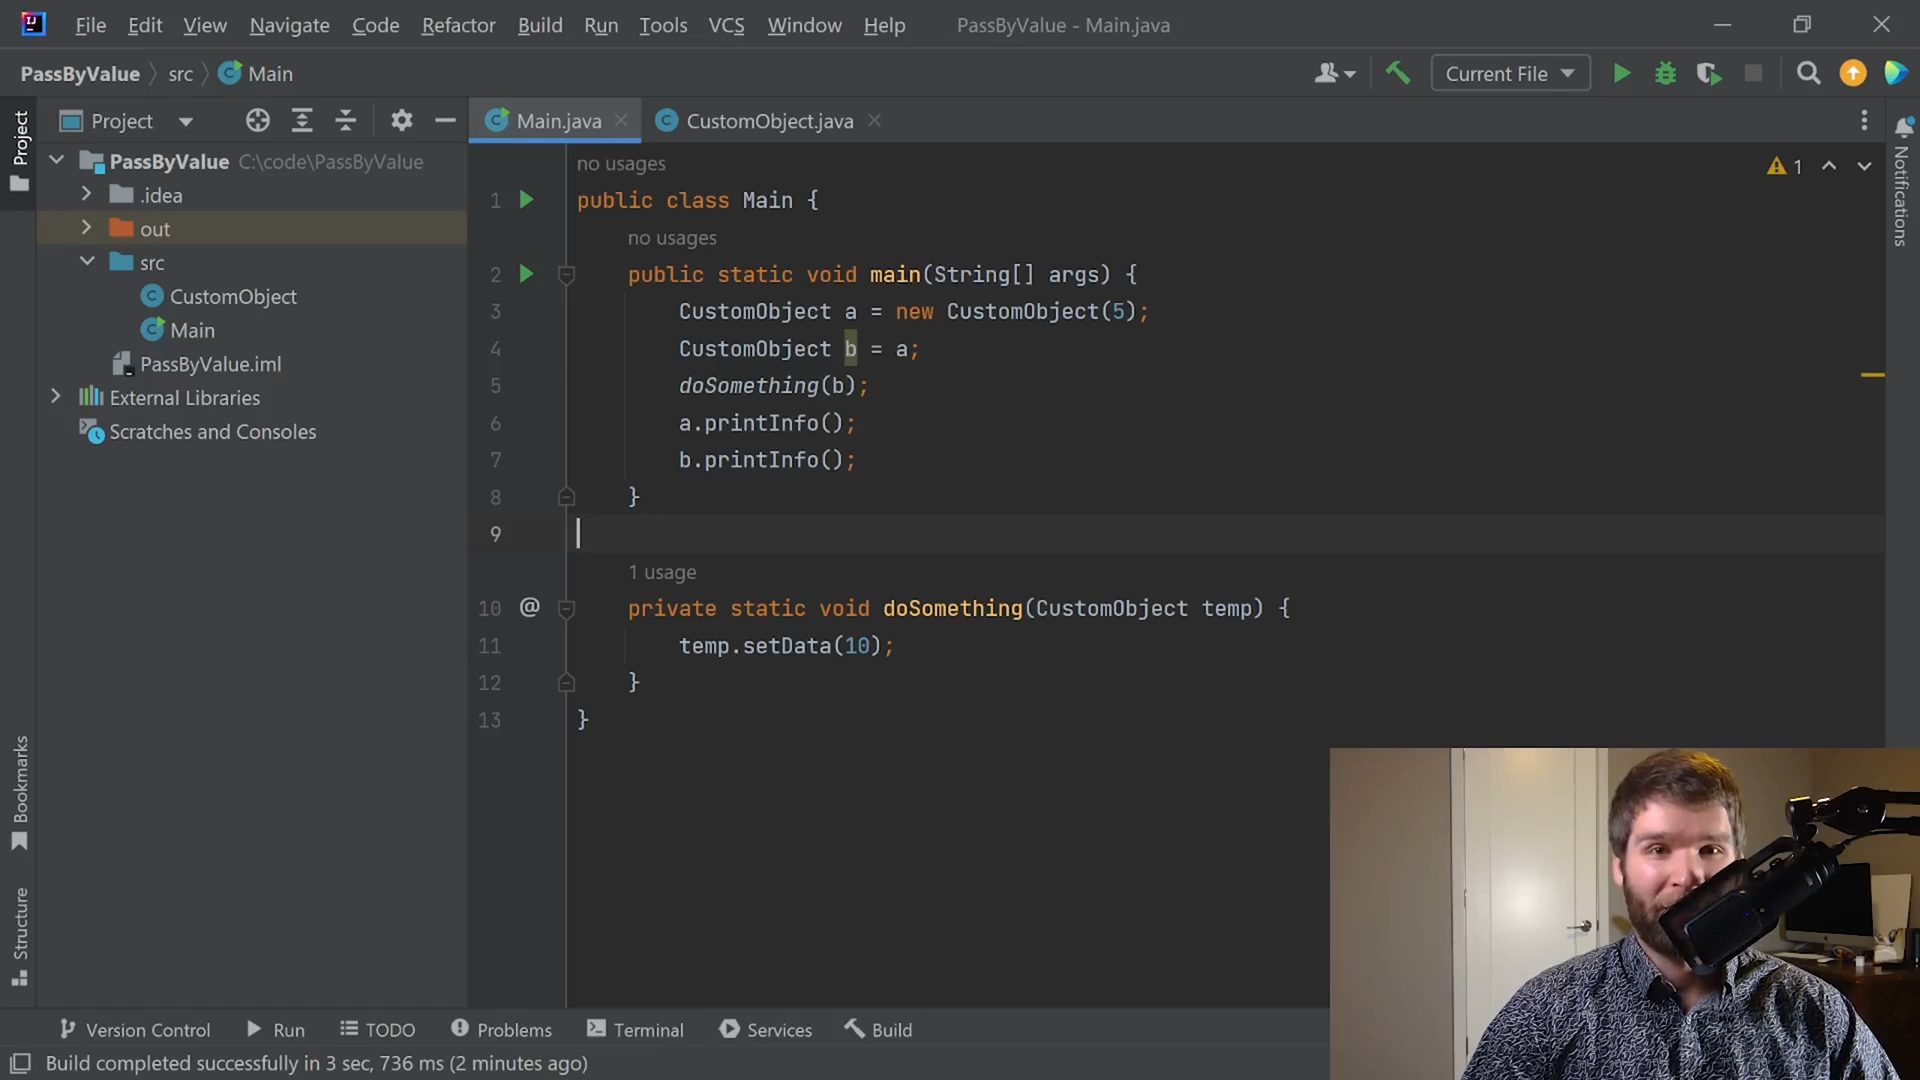 File Edit View Navigate Code Refactor Build Run Tools VCS Window Help PassByValue - Main.java
PassByValue src Main
Current File
Project
Project
Main.java
CustomObject.java
Notifications
PassByValue C:\code\PassByValue
.idea
out
src
CustomObject
Main
PassByValue.iml
External Libraries
Scratches and Consoles
no usages
1
1 public class Main {
no usages
2 public static void main(String[] args) {
3 CustomObject a = new CustomObject(5);
4 CustomObject b = a;
5 doSomething(b);
6 a.printInfo();
7 b.printInfo();
8 }
9
1 usage
10 @ private static void doSomething(CustomObject temp) {
11 temp.setData(10);
12 }
13 }
Bookmarks
Structure
Version Control Run TODO Problems Terminal Services Build
Build completed successfully in 3 sec, 736 ms (2 minutes ago)